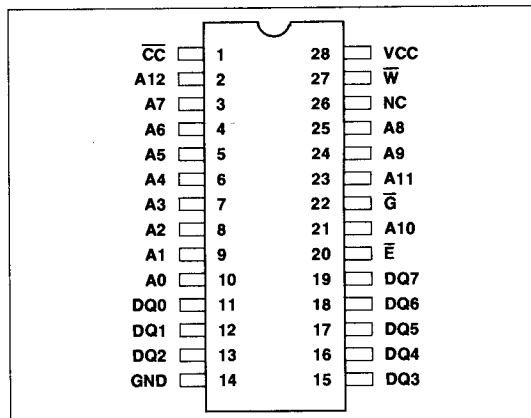 C̅C̅ 1 28 VCC
A12 2 27 W̅
A7 3 26 NC
A6 4 25 A8
A5 5 24 A9
A4 6 23 A11
A3 7 22 G̅
A2 8 21 A10
A1 9 20 E̅
A0 10 19 DQ7
DQ0 11 18 DQ6
DQ1 12 17 DQ5
DQ2 13 16 DQ4
GND 14 15 DQ3